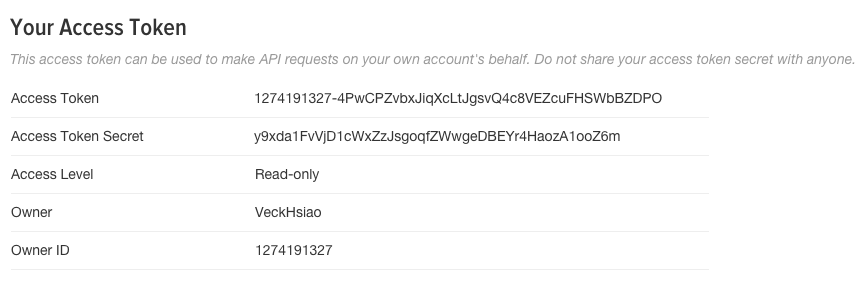 Your Access Token
This access token can be used to make API requests on your own account's behalf. Do not share your access token secret with anyone.
Access Token 1274191327-4PwCPZvbxJiqXcLtJgsvQ4c8VEZcuFHSWbBZDPO
Access Token Secret y9xda1FvVjD1cWxZzJsgoqfZWwgeDBEYr4HaozA1ooZ6m
Access Level Read-only
Owner VeckHsiao
Owner ID 1274191327